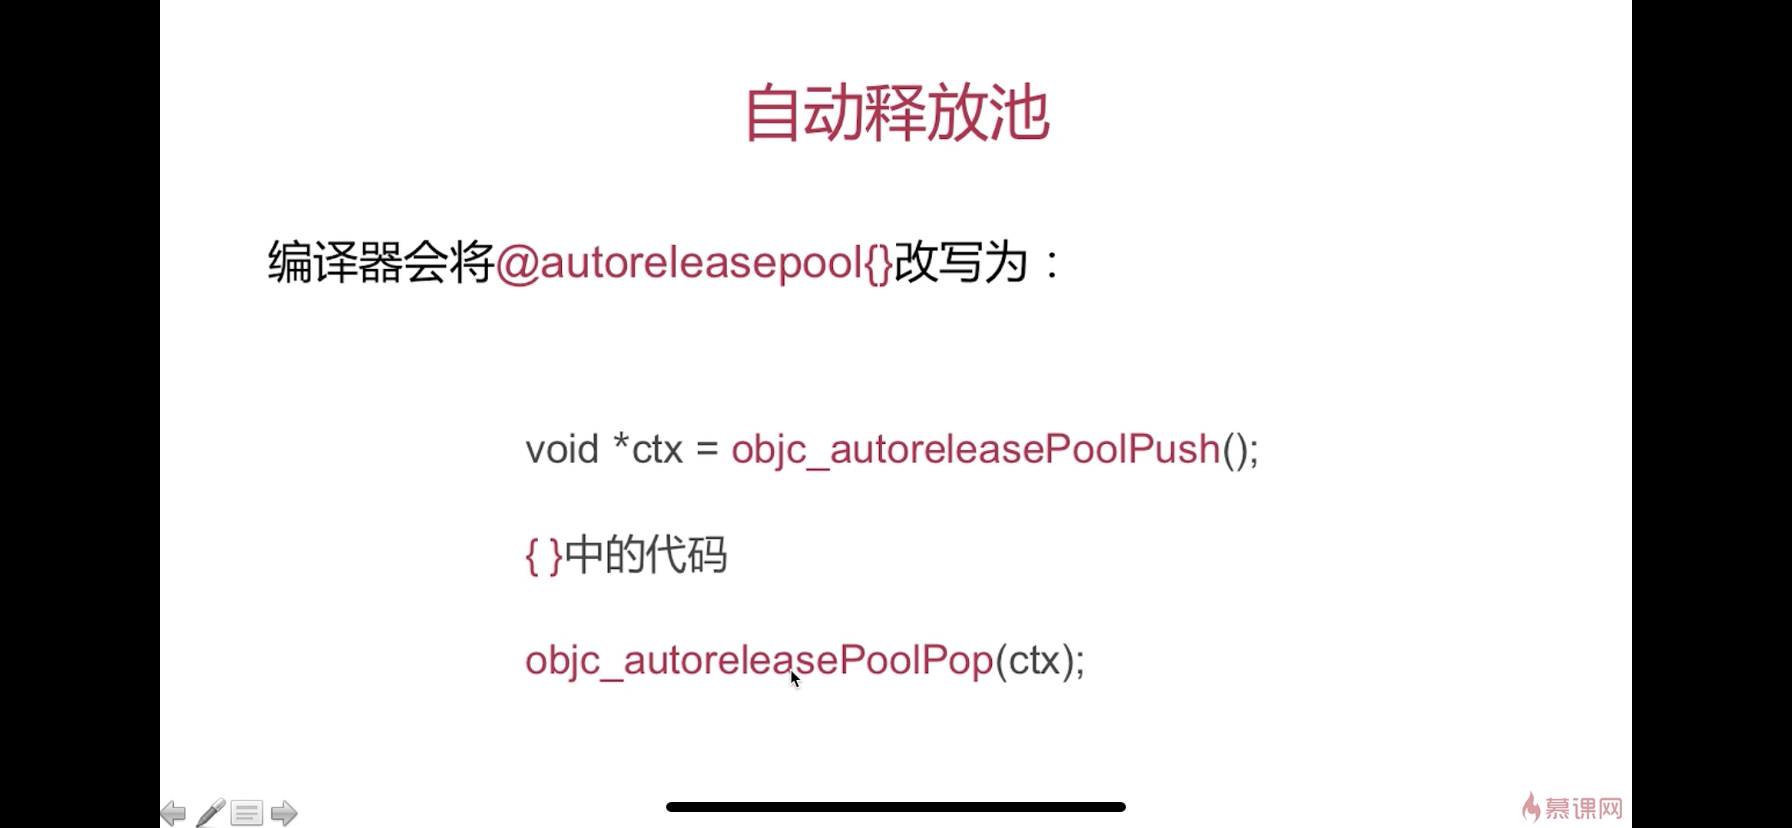 自动释放池
编译器会将@autoreleasepool{}改写为：
void *ctx = objc_autoreleasePoolPush();
{ }中的代码
objc_autoreleasePoolPop(ctx);
慕课网